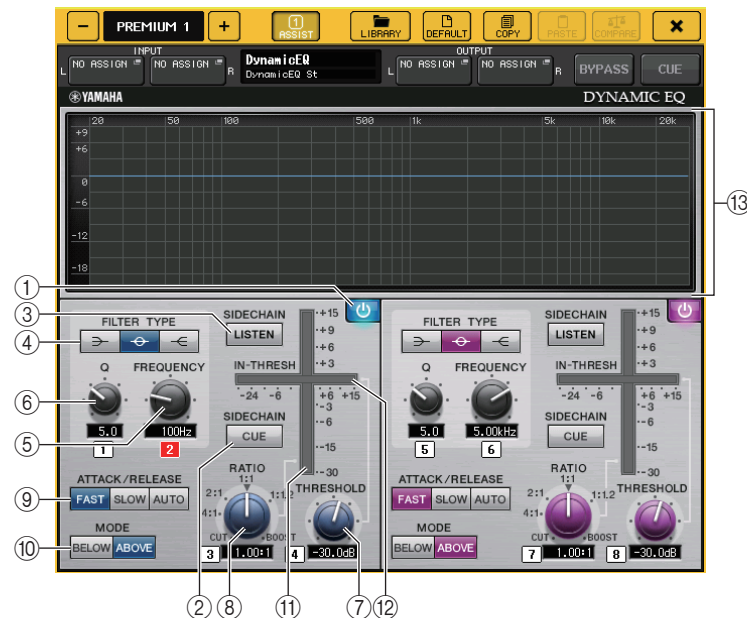 − PREMIUM 1 + 1 ASSIST LIBRARY DEFAULT COPY PASTE COMPARE ×
INPUT
L NO ASSIGN NO ASSIGN R
DynamicEQ
DynamicEQ St
OUTPUT
L NO ASSIGN NO ASSIGN R
BYPASS CUE
YAMAHA
DYNAMIC EQ
20 50 100 500 1k 5k 10k 20k
+9
+6
0
-6
-12
-18
⑬
①
③
④
⑥
⑤
⑨
⑩
FILTER TYPE
SIDECHAIN
LISTEN
Q FREQUENCY
5.0 100Hz
1 2
IN-THRESH
-24 -6 +6 +15
+15
+9
+6
+3
-3
-6
-15
-30
SIDECHAIN
CUE
ATTACK/RELEASE
FAST SLOW AUTO
MODE
BELOW ABOVE
RATIO
1:1
2:1 1:1.2
4:1
CUT BOOST
3 1.00:1
THRESHOLD
4 -30.0dB
FILTER TYPE
SIDECHAIN
LISTEN
Q FREQUENCY
5.0 5.00kHz
5 6
IN-THRESH
-24 -6 +6 +15
+15
+9
+6
+3
-3
-6
-15
-30
SIDECHAIN
CUE
ATTACK/RELEASE
FAST SLOW AUTO
MODE
BELOW ABOVE
RATIO
1:1
2:1 1:1.2
4:1
CUT BOOST
7 1.00:1
THRESHOLD
8 -30.0dB
② ⑧ ⑪ ⑦ ⑫